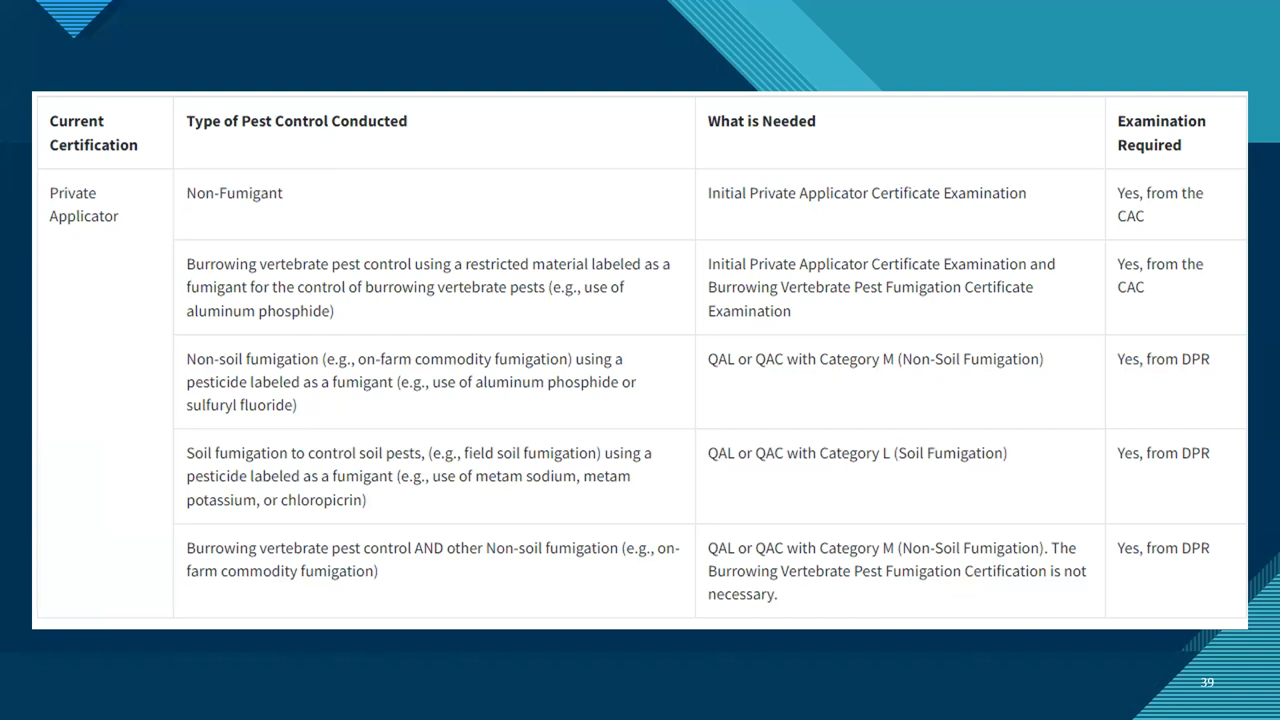 Current
Certification
Type of Pest Control Conducted
What is Needed
Examination
Required
Private
Applicator
Non-Fumigant
Initial Private Applicator Certificate Examination
Yes, from the
CAC
Burrowing vertebrate pest control using a restricted material labeled as a
fumigant for the control of burrowing vertebrate pests (e.g., use of
aluminum phosphide)
Initial Private Applicator Certificate Examination and
Burrowing Vertebrate Pest Fumigation Certificate
Examination
Yes, from the
CAC
Non-soil fumigation (e.g., on-farm commodity fumigation) using a
pesticide labeled as a fumigant (e.g., use of aluminum phosphide or
sulfuryl fluoride)
QAL or QAC with Category M (Non-Soil Fumigation)
Yes, from DPR
Soil fumigation to control soil pests, (e.g., field soil fumigation) using a
pesticide labeled as a fumigant (e.g., use of metam sodium, metam
potassium, or chloropicrin)
QAL or QAC with Category L (Soil Fumigation)
Yes, from DPR
Burrowing vertebrate pest control AND other Non-soil fumigation (e.g., on-
farm commodity fumigation)
QAL or QAC with Category M (Non-Soil Fumigation). The
Burrowing Vertebrate Pest Fumigation Certification is not
necessary.
Yes, from DPR
39